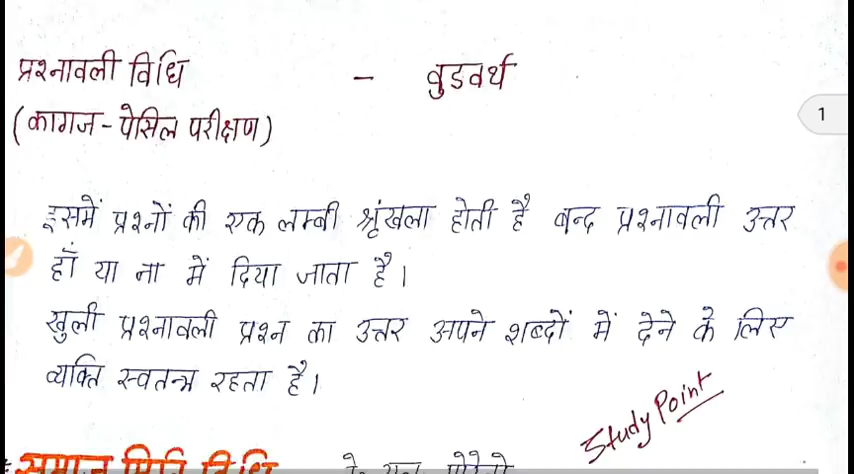 प्रश्नावली विधि - वुडवर्थ
(कागज-पेंसिल परीक्षण)
1
इसमें प्रश्नों की एक लम्बी श्रृंखला होती है बन्द प्रश्नावली उत्तर
हाँ या ना में दिया जाता है।
खुली प्रश्नावली प्रश्न का उत्तर अपने शब्दों में देने के लिए
व्यक्ति स्वतन्त्र रहता है।
Study Point
समाज मिति विधि